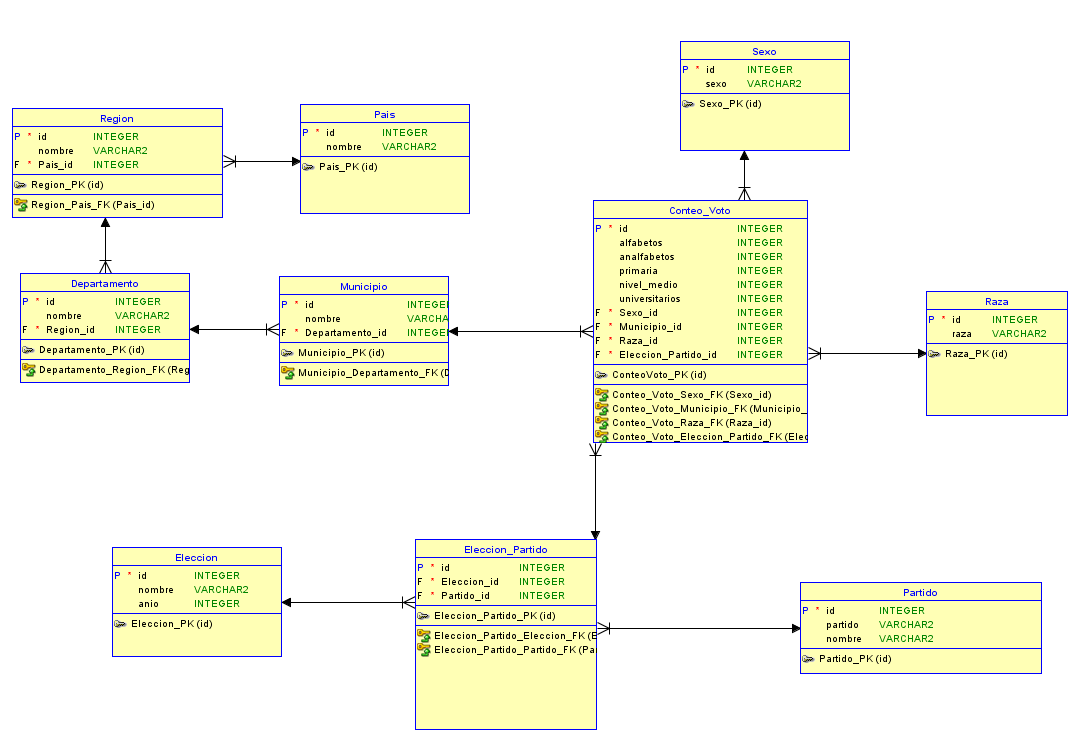 Sexo
P * id INTEGER
sexo VARCHAR2
Sexo_PK (id)
Region
P * id INTEGER
nombre VARCHAR2
F * Pais_id INTEGER
Region_PK (id)
Region_Pais_FK (Pais_id)
Pais
P * id INTEGER
nombre VARCHAR2
Pais_PK (id)
Conteo_Voto
P * id INTEGER
alfabetos INTEGER
analfabetos INTEGER
primaria INTEGER
nivel_medio INTEGER
universitarios INTEGER
F * Sexo_id INTEGER
F * Municipio_id INTEGER
F * Raza_id INTEGER
F * Eleccion_Partido_id INTEGER
ConteoVoto_PK (id)
Conteo_Voto_Sexo_FK (Sexo_id)
Conteo_Voto_Municipio_FK (Municipio_
Conteo_Voto_Raza_FK (Raza_id)
Conteo_Voto_Eleccion_Partido_FK (Elec
Departamento
P * id INTEGER
nombre VARCHAR2
F * Region_id INTEGER
Departamento_PK (id)
Departamento_Region_FK (Reg
Municipio
P * id INTEGE
nombre VARCHA
F * Departamento_id INTEGE
Municipio_PK (id)
Municipio_Departamento_FK (D
Raza
P * id INTEGER
raza VARCHAR2
Raza_PK (id)
Eleccion
P * id INTEGER
nombre VARCHAR2
anio INTEGER
Eleccion_PK (id)
Eleccion_Partido
P * id INTEGER
F * Eleccion_id INTEGER
F * Partido_id INTEGER
Eleccion_Partido_PK (id)
Eleccion_Partido_Eleccion_FK (E
Eleccion_Partido_Partido_FK (Pa
Partido
P * id INTEGER
partido VARCHAR2
nombre VARCHAR2
Partido_PK (id)